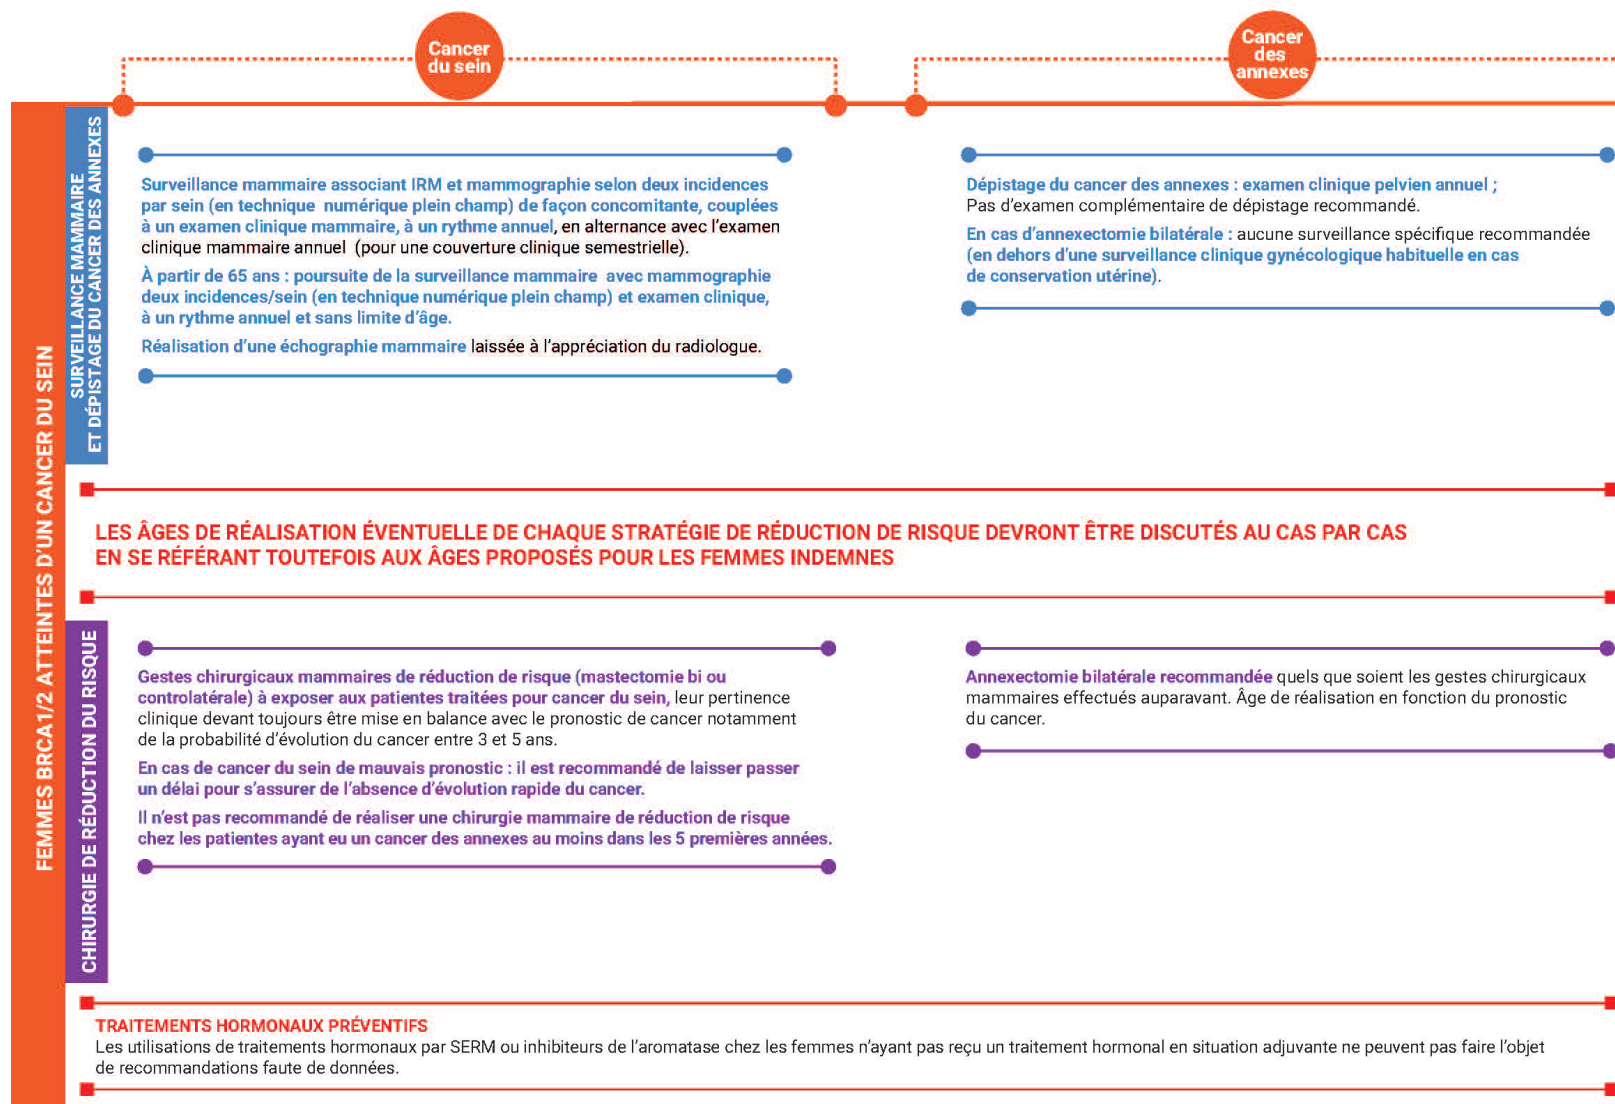 Cancer
du sein
Cancer
des
annexes
FEMMES BRCA1/2 ATTEINTES D'UN CANCER DU SEIN
SURVEILLANCE MAMMAIRE
ET DÉPISTAGE DU CANCER DES ANNEXES
Surveillance mammaire associant IRM et mammographie selon deux incidences
par sein (en technique numérique plein champ) de façon concomitante, couplées
à un examen clinique mammaire, à un rythme annuel, en alternance avec l'examen
clinique mammaire annuel (pour une couverture clinique semestrielle).
À partir de 65 ans : poursuite de la surveillance mammaire avec mammographie
deux incidences/sein (en technique numérique plein champ) et examen clinique,
à un rythme annuel et sans limite d'âge.
Réalisation d'une échographie mammaire laissée à l'appréciation du radiologue.
Dépistage du cancer des annexes : examen clinique pelvien annuel ;
Pas d'examen complémentaire de dépistage recommandé.
En cas d'annexectomie bilatérale : aucune surveillance spécifique recommandée
(en dehors d'une surveillance clinique gynécologique habituelle en cas
de conservation utérine).
LES ÂGES DE RÉALISATION ÉVENTUELLE DE CHAQUE STRATÉGIE DE RÉDUCTION DE RISQUE DEVRONT ÊTRE DISCUTÉS AU CAS PAR CAS
EN SE RÉFÉRANT TOUTEFOIS AUX ÂGES PROPOSÉS POUR LES FEMMES INDEMNES
CHIRURGIE DE RÉDUCTION DU RISQUE
Gestes chirurgicaux mammaires de réduction de risque (mastectomie bi ou
controlatérale) à exposer aux patientes traitées pour cancer du sein, leur pertinence
clinique devant toujours être mise en balance avec le pronostic de cancer notamment
de la probabilité d'évolution du cancer entre 3 et 5 ans.
En cas de cancer du sein de mauvais pronostic : il est recommandé de laisser passer
un délai pour s'assurer de l'absence d'évolution rapide du cancer.
Il n'est pas recommandé de réaliser une chirurgie mammaire de réduction de risque
chez les patientes ayant eu un cancer des annexes au moins dans les 5 premières années.
Annexectomie bilatérale recommandée quels que soient les gestes chirurgicaux
mammaires effectués auparavant. Âge de réalisation en fonction du pronostic
du cancer.
TRAITEMENTS HORMONAUX PRÉVENTIFS
Les utilisations de traitements hormonaux par SERM ou inhibiteurs de l'aromatase chez les femmes n'ayant pas reçu un traitement hormonal en situation adjuvante ne peuvent pas faire l'objet
de recommandations faute de données.